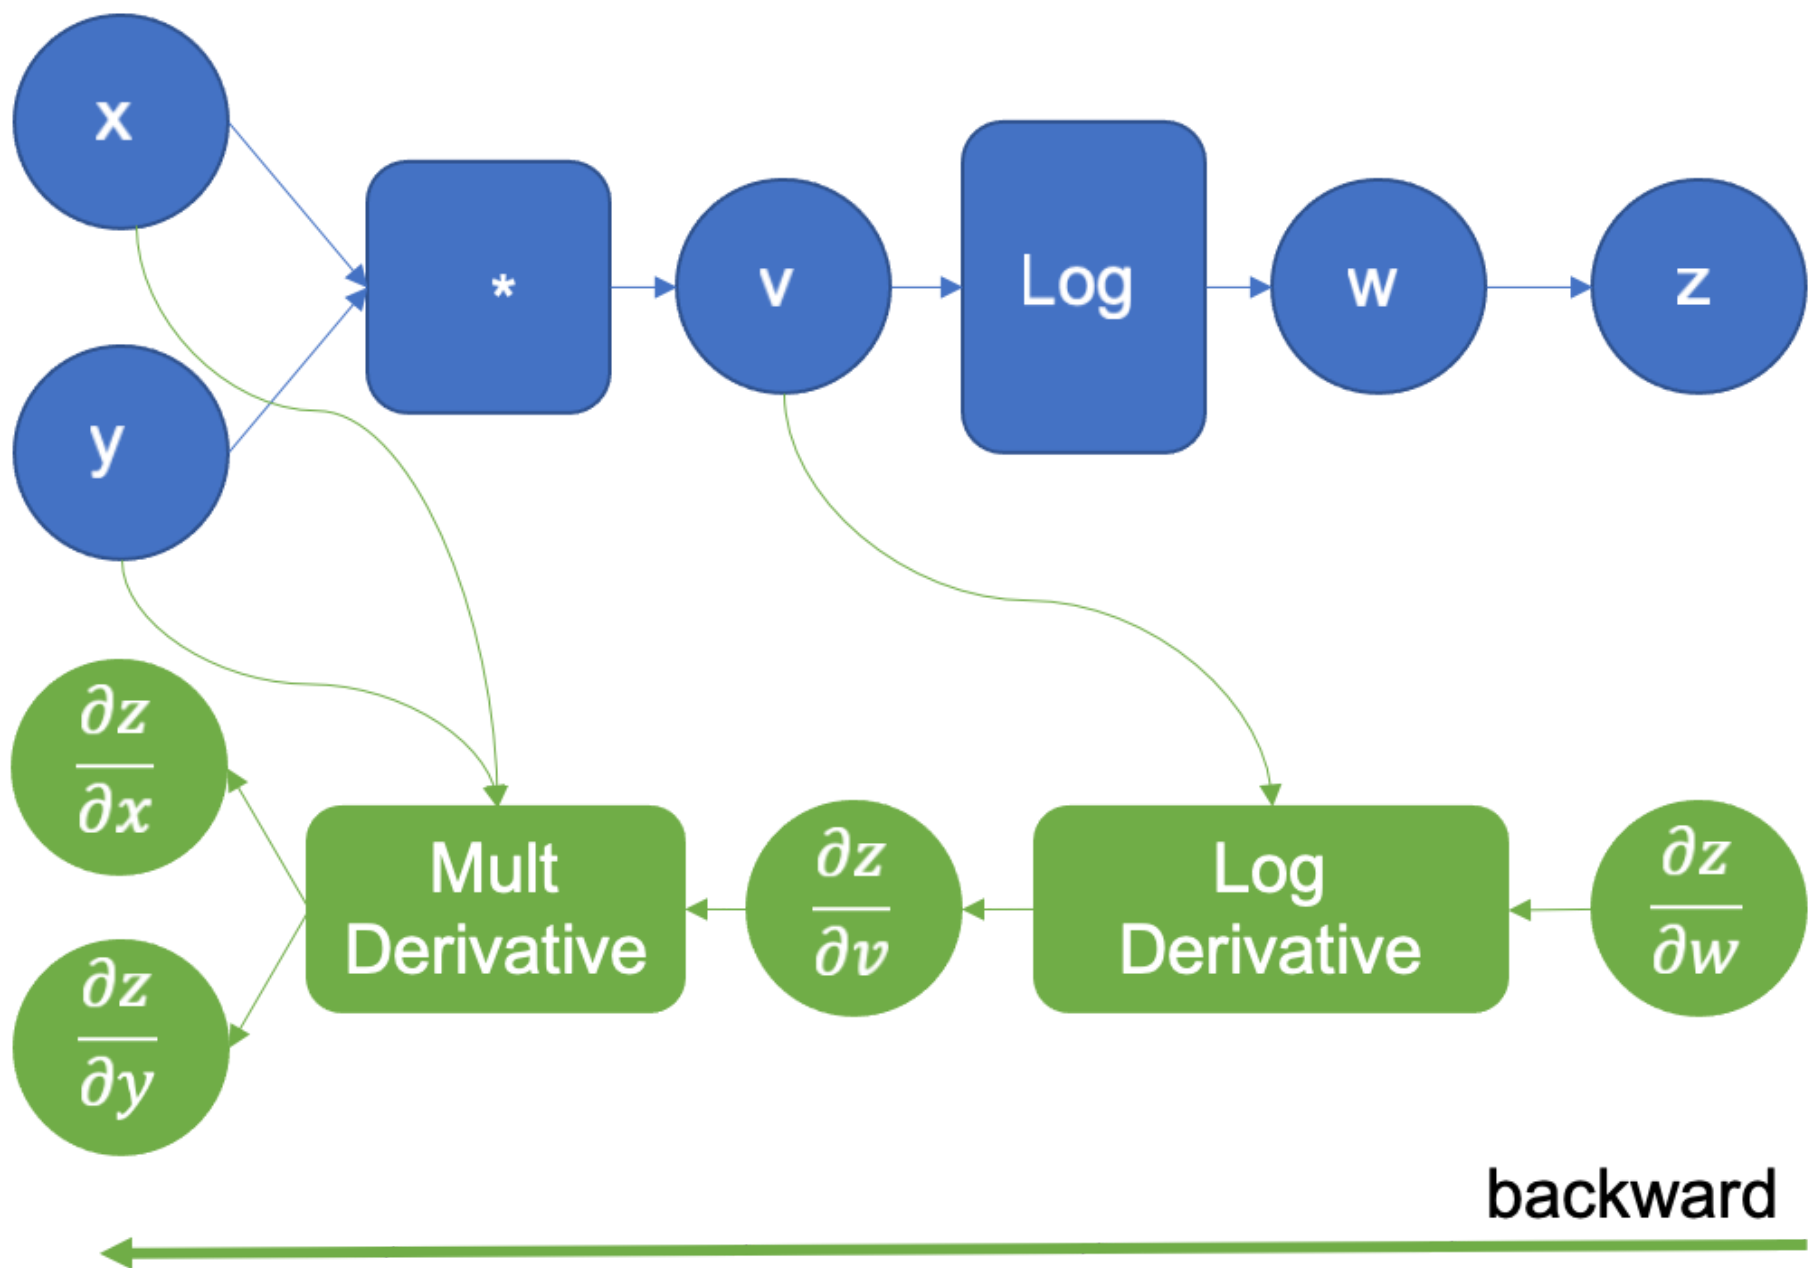 x
y
*
v
Log
w
z
∂z
∂x
∂z
∂y
Mult
Derivative
∂z
∂v
Log
Derivative
∂z
∂w
backward